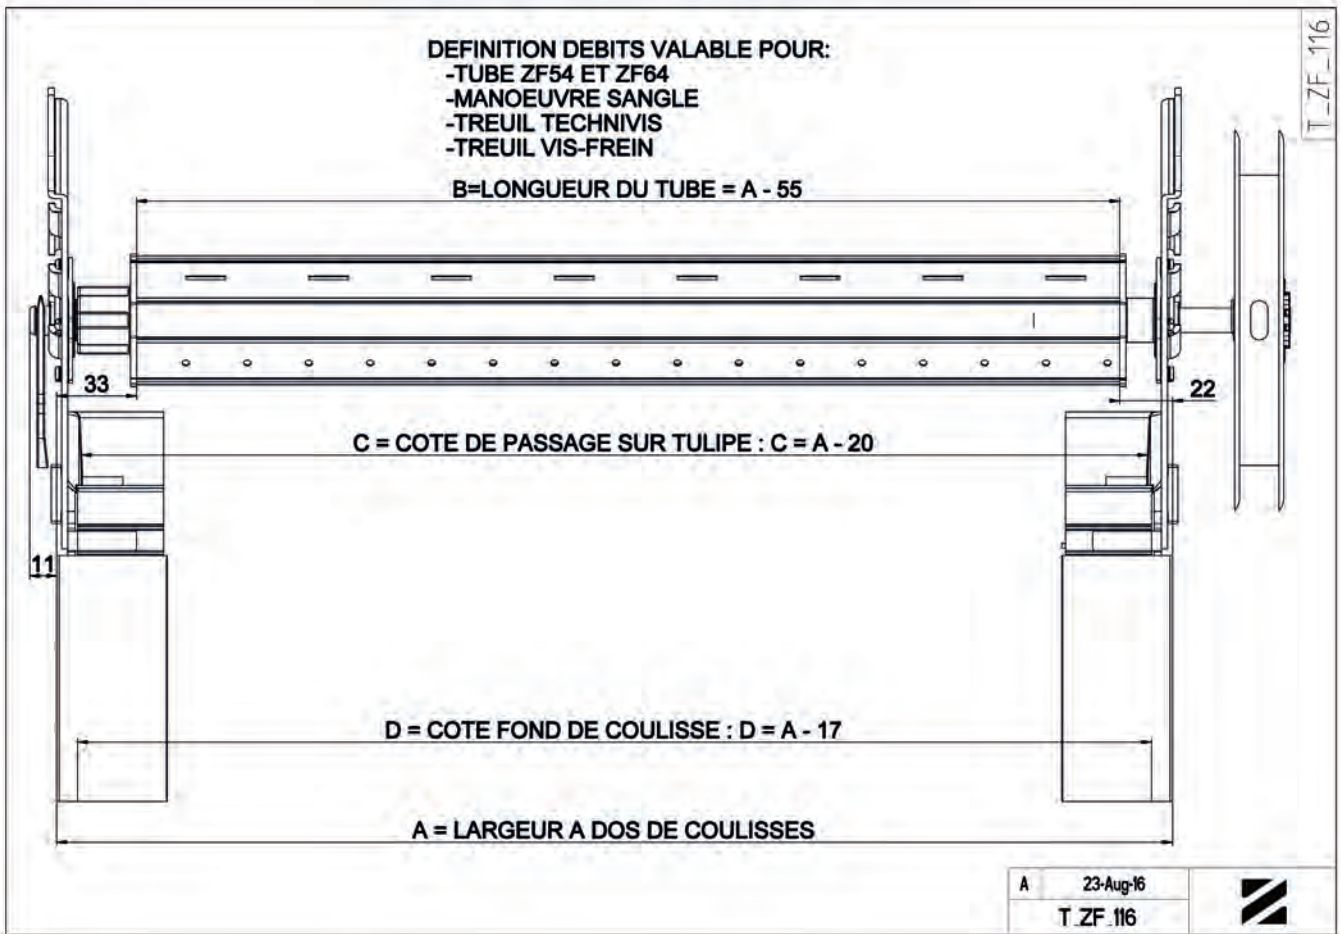 T_ZF_116
DEFINITION DEBITS VALABLE POUR:
-TUBE ZF54 ET ZF64
-MANOEUVRE SANGLE
-TREUIL TECHNIVIS
-TREUIL VIS-FREIN
B=LONGUEUR DU TUBE = A - 55
33
22
C = COTE DE PASSAGE SUR TULIPE : C = A - 20
11
D = COTE FOND DE COULISSE : D = A - 17
A = LARGEUR A DOS DE COULISSES
A 23-Aug-16
T_ZF_116